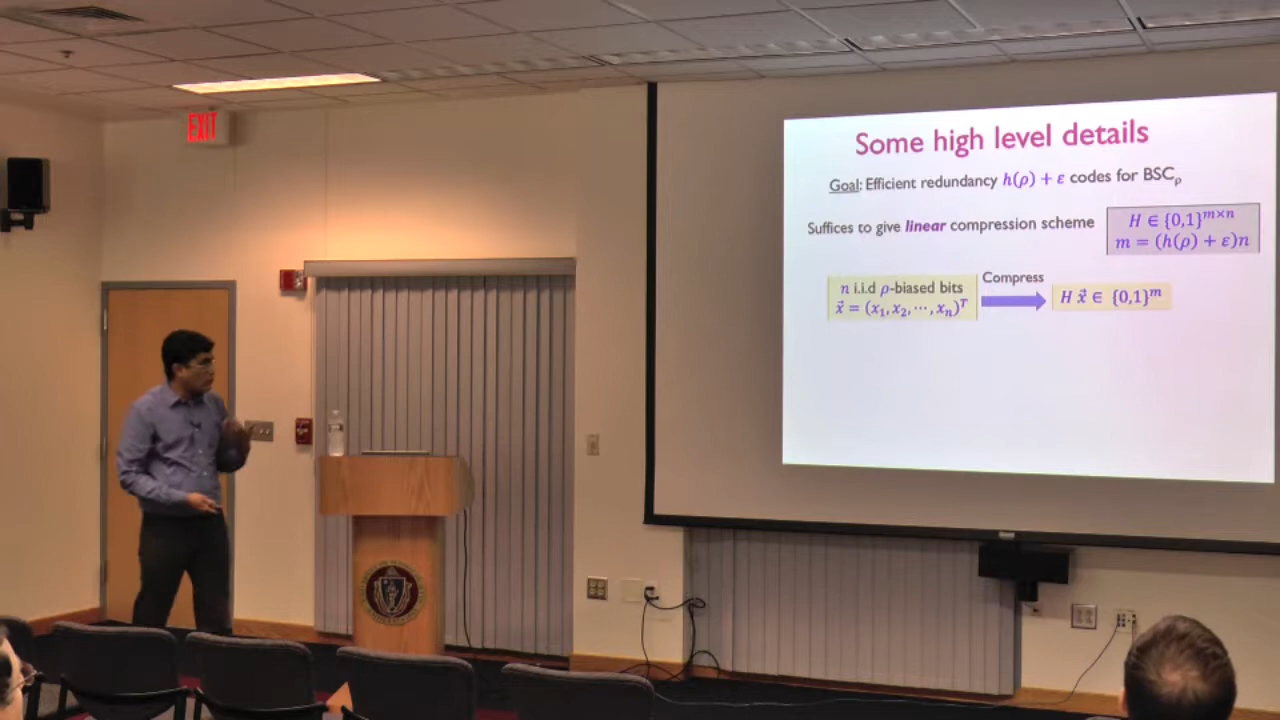 EXIT
Some high level details
Goal: Efficient redundancy h(ρ) + ε codes for BSCρ
Suffices to give linear compression scheme
H ∈ {0,1}^{m×n}
m = (h(ρ) + ε)n
n i.i.d ρ-biased bits
x⃗ = (x₁, x₂, ⋯, xₙ)ᵀ
Compress
H x⃗ ∈ {0,1}ᵐ